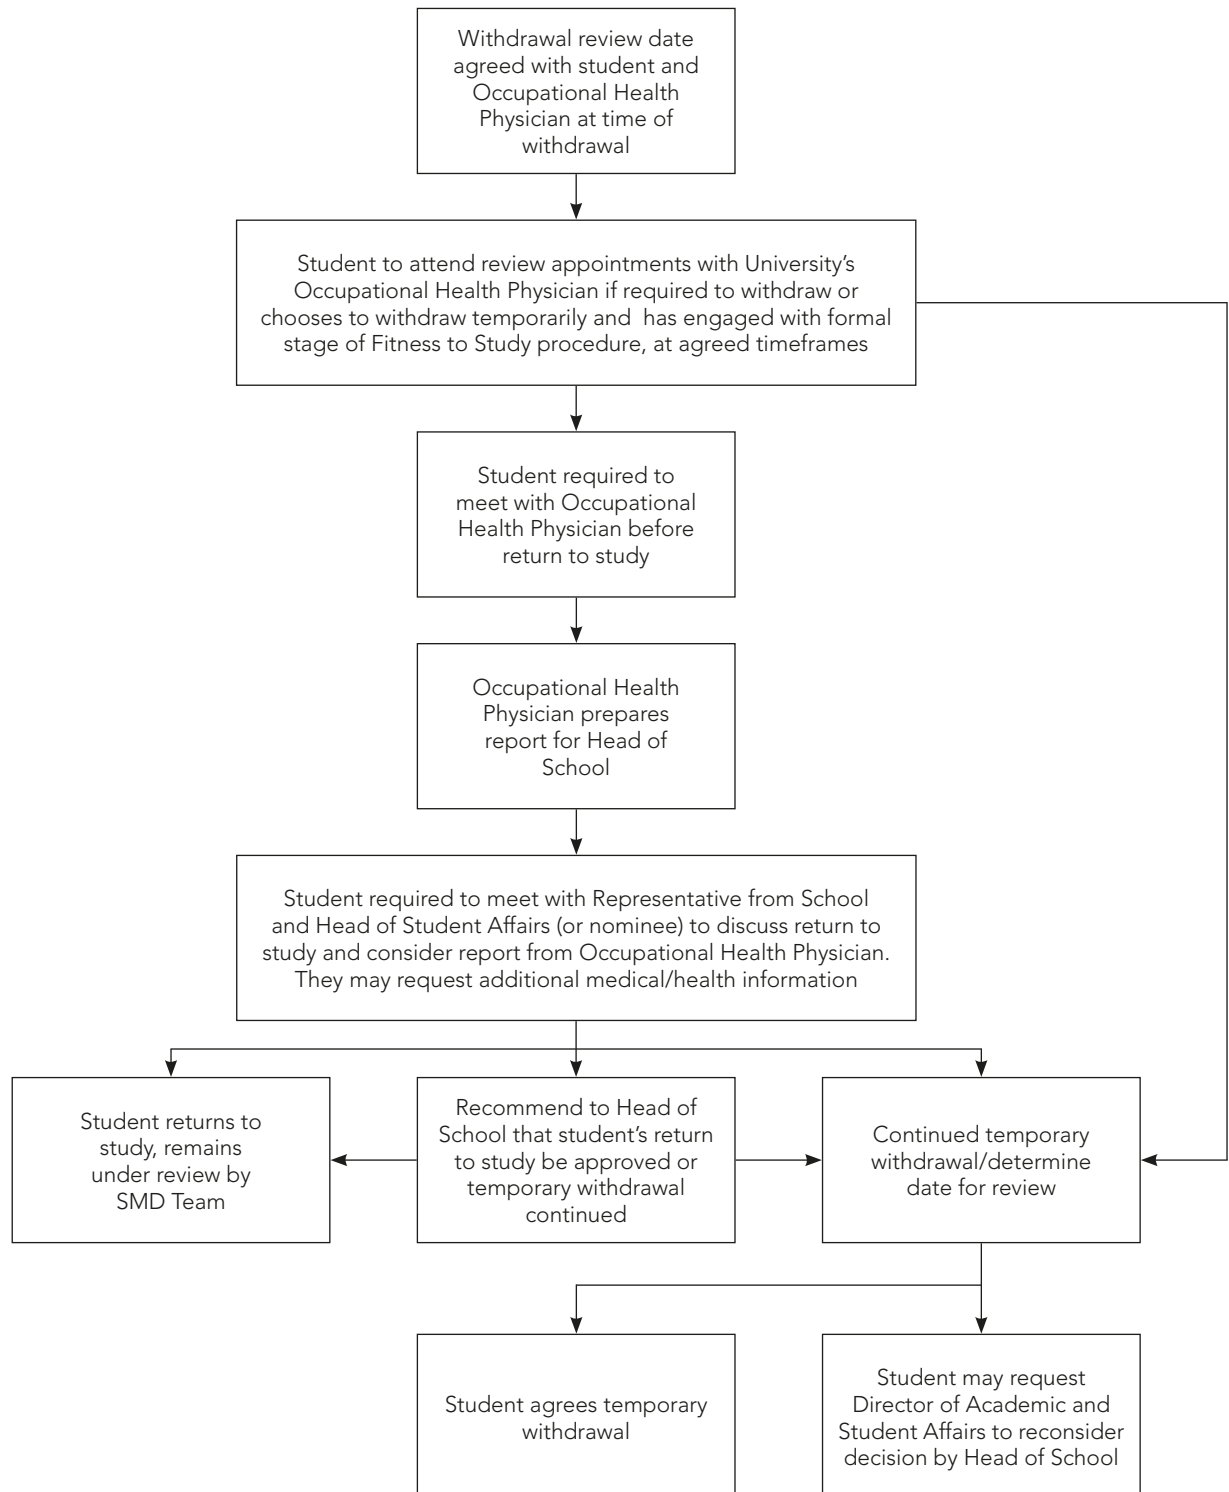 Withdrawal review date
agreed with student and
Occupational Health
Physician at time of
withdrawal
Student to attend review appointments with University’s
Occupational Health Physician if required to withdraw or
chooses to withdraw temporarily and has engaged with formal
stage of Fitness to Study procedure, at agreed timeframes
Student required to
meet with Occupational
Health Physician before
return to study
Occupational Health
Physician prepares
report for Head of
School
Student required to meet with Representative from School
and Head of Student Affairs (or nominee) to discuss return to
study and consider report from Occupational Health Physician.
They may request additional medical/health information
Student returns to
study, remains
under review by
SMD Team
Recommend to Head of
School that student’s return
to study be approved or
temporary withdrawal
continued
Continued temporary
withdrawal/determine
date for review
Student agrees temporary
withdrawal
Student may request
Director of Academic and
Student Affairs to reconsider
decision by Head of School